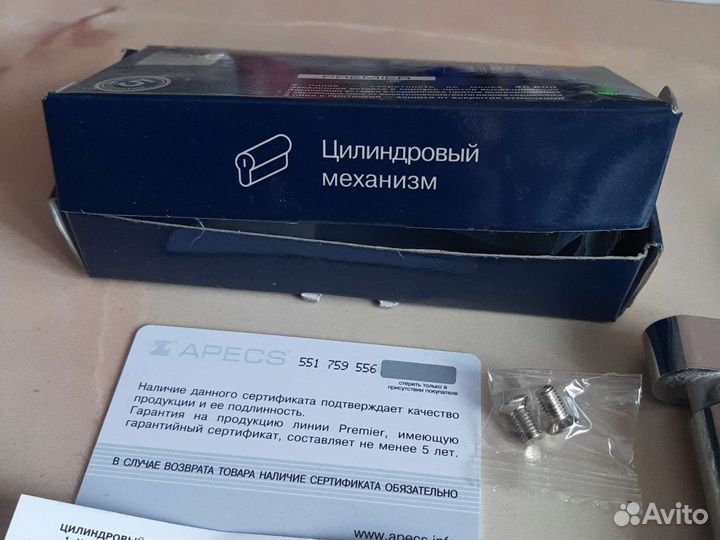 PREMIER
Цилиндровый
механизм
APECS®
551 759 556
стереть только в
присутствии покупателя
Наличие данного сертификата подтверждает качество
продукции и ее подлинность.
Гарантия на продукцию линии Premier, имеющую
гарантийный сертификат, составляет не менее 5 лет.
В СЛУЧАЕ ВОЗВРАТА ТОВАРА НАЛИЧИЕ СЕРТИФИКАТА ОБЯЗАТЕЛЬНО
www.apecs.info
ЦИЛИНДРОВЫЙ
Avito